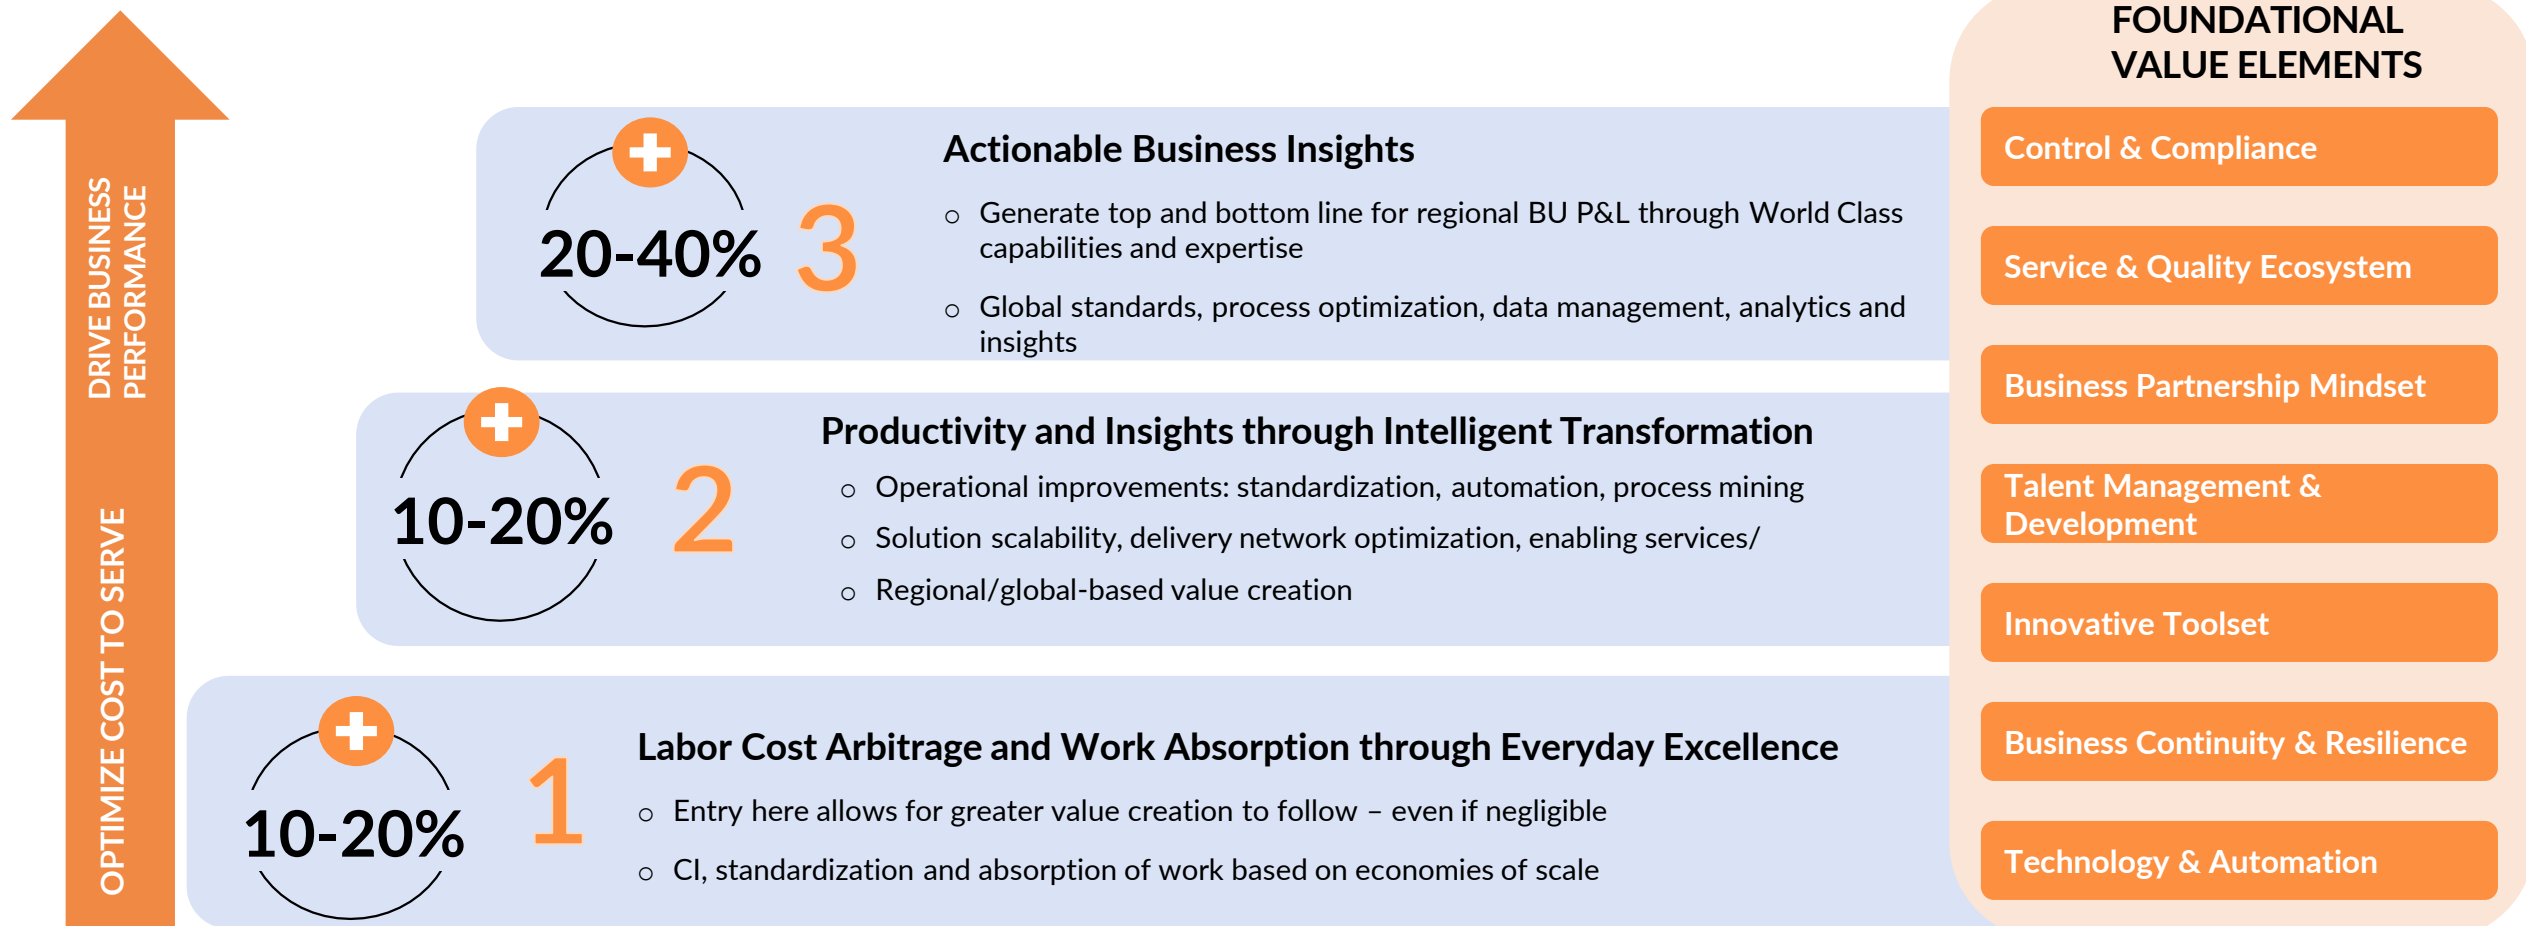 DRIVE BUSINESS
PERFORMANCE
OPTIMIZE COST TO SERVE
20-40%
3
Actionable Business Insights
Generate top and bottom line for regional BU P&L through World Class
capabilities and expertise
Global standards, process optimization, data management, analytics and
insights
10-20%
2
Productivity and Insights through Intelligent Transformation
Operational improvements: standardization, automation, process mining
Solution scalability, delivery network optimization, enabling services/
Regional/global-based value creation
10-20%
1
Labor Cost Arbitrage and Work Absorption through Everyday Excellence
Entry here allows for greater value creation to follow – even if negligible
CI, standardization and absorption of work based on economies of scale
FOUNDATIONAL
VALUE ELEMENTS
Control & Compliance
Service & Quality Ecosystem
Business Partnership Mindset
Talent Management &
Development
Innovative Toolset
Business Continuity & Resilience
Technology & Automation